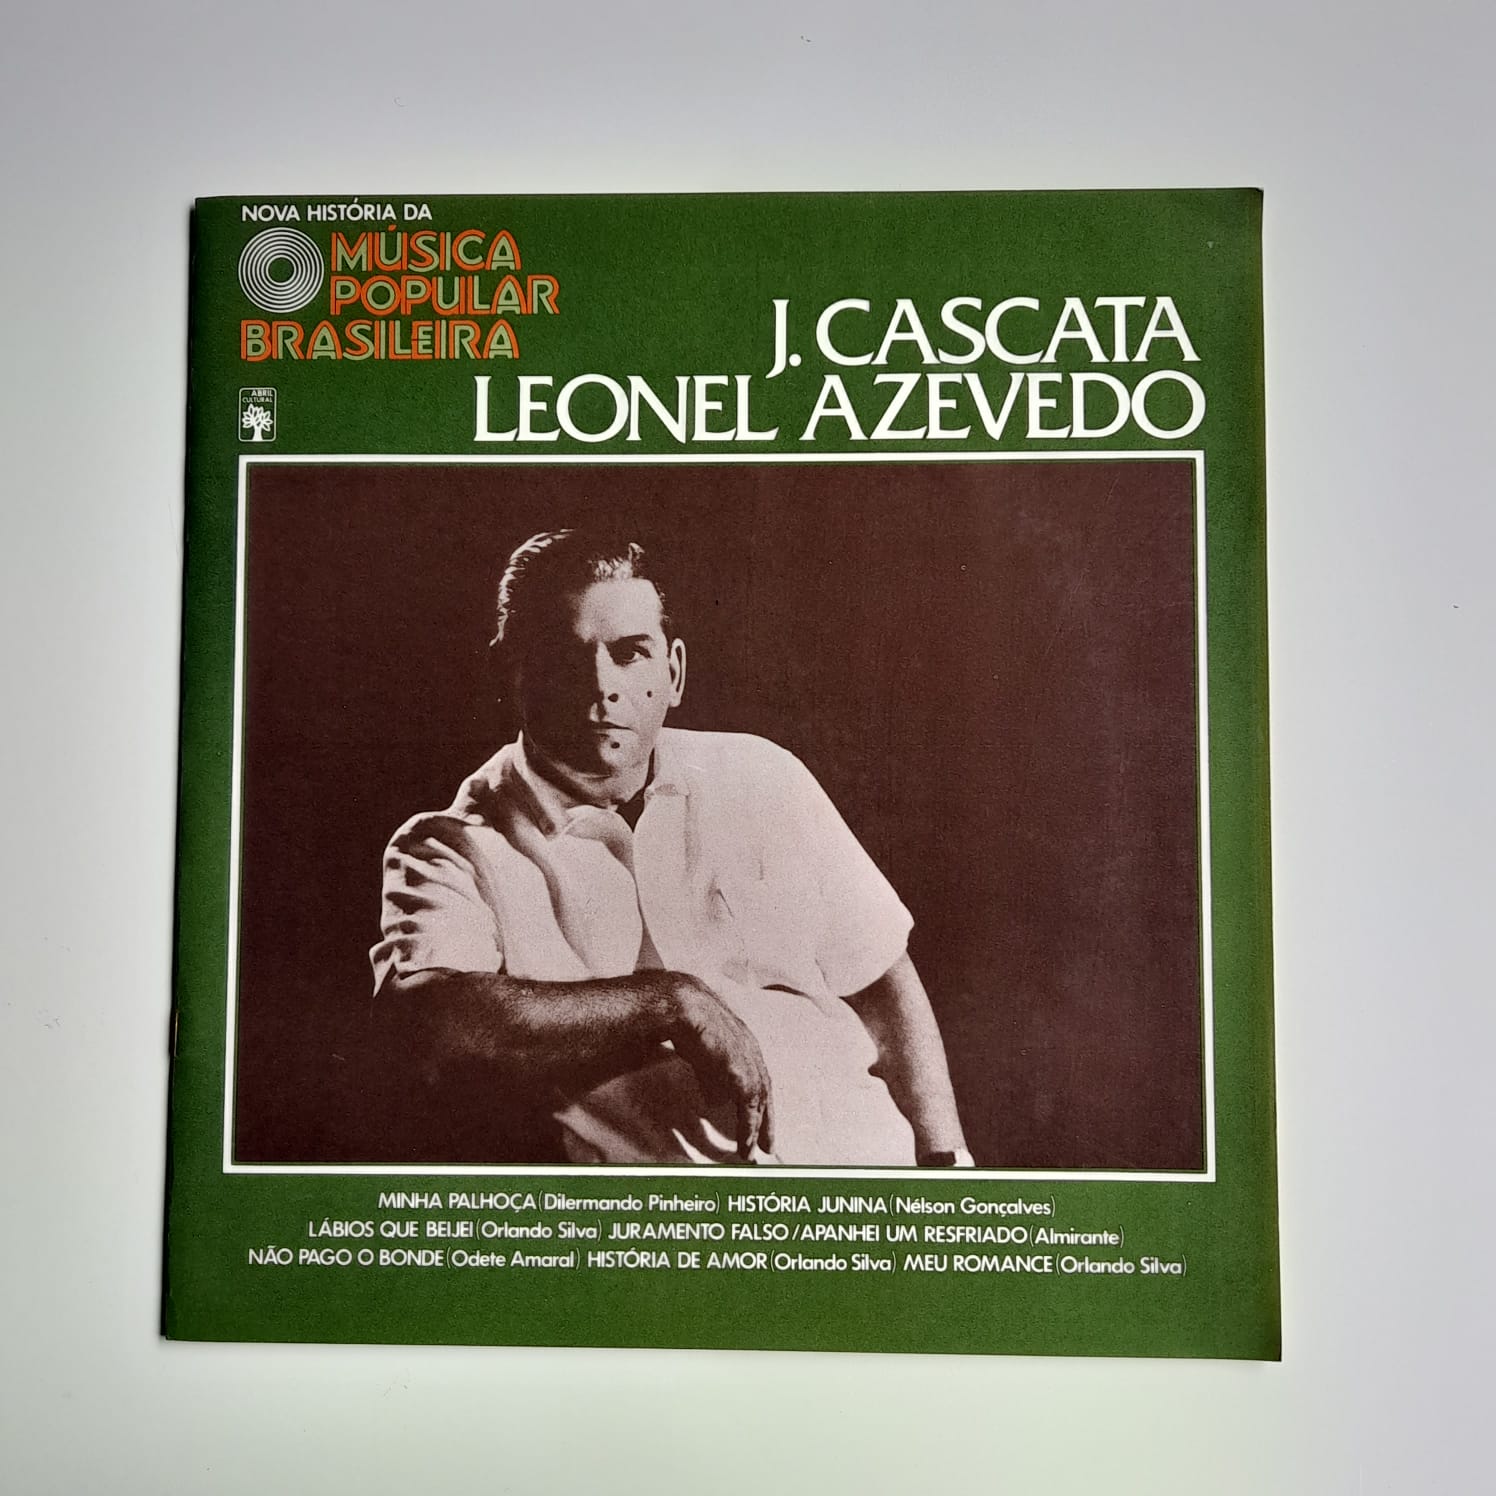 NOVA HISTÓRIA DA
MÚSICA
POPULAR
BRASILEIRA
ABRIL
CULTURAL
J. CASCATA
LEONEL AZEVEDO
MINHA PALHOÇA (Dilermando Pinheiro) HISTÓRIA JUNINA (Nélson Gonçalves)
LÁBIOS QUE BEIJEI (Orlando Silva) JURAMENTO FALSO/APANHEI UM RESFRIADO (Almirante)
NÃO PAGO O BONDE (Odete Amaral) HISTÓRIA DE AMOR (Orlando Silva) MEU ROMANCE (Orlando Silva)